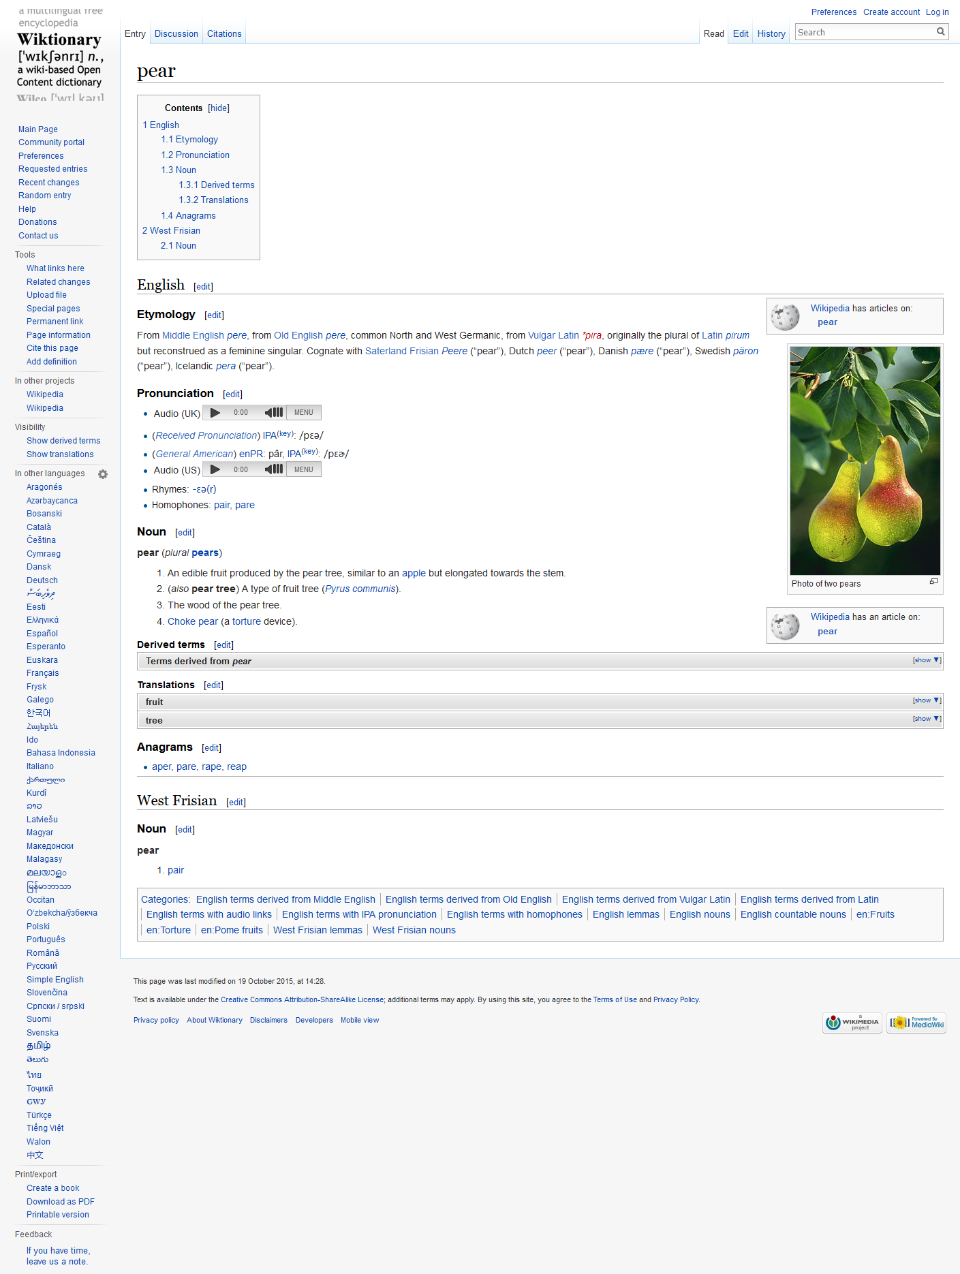 a multilingual free
encyclopedia
Wiktionary
['wɪkʃənrɪ] n.,
a wiki-based Open
Content dictionary
Wilco ['wɪl kəʊ]
Preferences Create account Log in
Entry Discussion Citations
Read Edit History Search
Main Page
Community portal
Preferences
Requested entries
Recent changes
Random entry
Help
Donations
Contact us
Tools
What links here
Related changes
Upload file
Special pages
Permanent link
Page information
Cite this page
Add definition
In other projects
Wikipedia
Wikipedia
Visibility
Show derived terms
Show translations
In other languages
Aragonés
Azərbaycanca
Bosanski
Català
Čeština
Cymraeg
Dansk
Deutsch
Eesti
Ελληνικά
Español
Esperanto
Euskara
Français
Frysk
Galego
한국어
Հայերեն
Ido
Bahasa Indonesia
Italiano
ქართული
Kurdî
ລາວ
Latviešu
Magyar
Македонски
Malagasy
മലയാളം
မြန်မာဘာသာ
Occitan
Oʻzbekcha/ўзбекча
Polski
Português
Română
Русский
Simple English
Slovenčina
Српски / srpski
Suomi
Svenska
தமிழ்
తెలుగు
ไทย
Тоҷикӣ
ᏣᎳᎩ
Türkçe
Tiếng Việt
Walon
中文
Print/export
Create a book
Download as PDF
Printable version
Feedback
If you have time,
leave us a note.
pear
Contents [hide]
1 English
1.1 Etymology
1.2 Pronunciation
1.3 Noun
1.3.1 Derived terms
1.3.2 Translations
1.4 Anagrams
2 West Frisian
2.1 Noun
English [edit]
Etymology [edit]
From Middle English pere, from Old English pere, common North and West Germanic, from Vulgar Latin *pira, originally the plural of Latin pirum
but reconstrued as a feminine singular. Cognate with Saterland Frisian Peere (“pear”), Dutch peer (“pear”), Danish pære (“pear”), Swedish päron
(“pear”), Icelandic pera (“pear”).
Wikipedia has articles on:
pear
Photo of two pears
Wikipedia has an article on:
pear
Pronunciation [edit]
Audio (UK) 0:00 MENU
(Received Pronunciation) IPA(key): /pɛə/
(General American) enPR: pâr, IPA(key): /pɛɚ/
Audio (US) 0:00 MENU
Rhymes: -ɛə(r)
Homophones: pair, pare
Noun [edit]
pear (plural pears)
1. An edible fruit produced by the pear tree, similar to an apple but elongated towards the stem.
2. (also pear tree) A type of fruit tree (Pyrus communis).
3. The wood of the pear tree.
4. Choke pear (a torture device).
Derived terms [edit]
Terms derived from pear [show ▼]
Translations [edit]
fruit [show ▼]
tree [show ▼]
Anagrams [edit]
aper, pare, rape, reap
West Frisian [edit]
Noun [edit]
pear
1. pair
Categories: English terms derived from Middle English | English terms derived from Old English | English terms derived from Vulgar Latin | English terms derived from Latin
| English terms with audio links | English terms with IPA pronunciation | English terms with homophones | English lemmas | English nouns | English countable nouns | en:Fruits
en:Torture | en:Pome fruits | West Frisian lemmas | West Frisian nouns
This page was last modified on 19 October 2015, at 14:28.
Text is available under the Creative Commons Attribution-ShareAlike License; additional terms may apply. By using this site, you agree to the Terms of Use and Privacy Policy.
Privacy policy About Wiktionary Disclaimers Developers Mobile view
A WIKIMEDIA project
Powered By MediaWiki